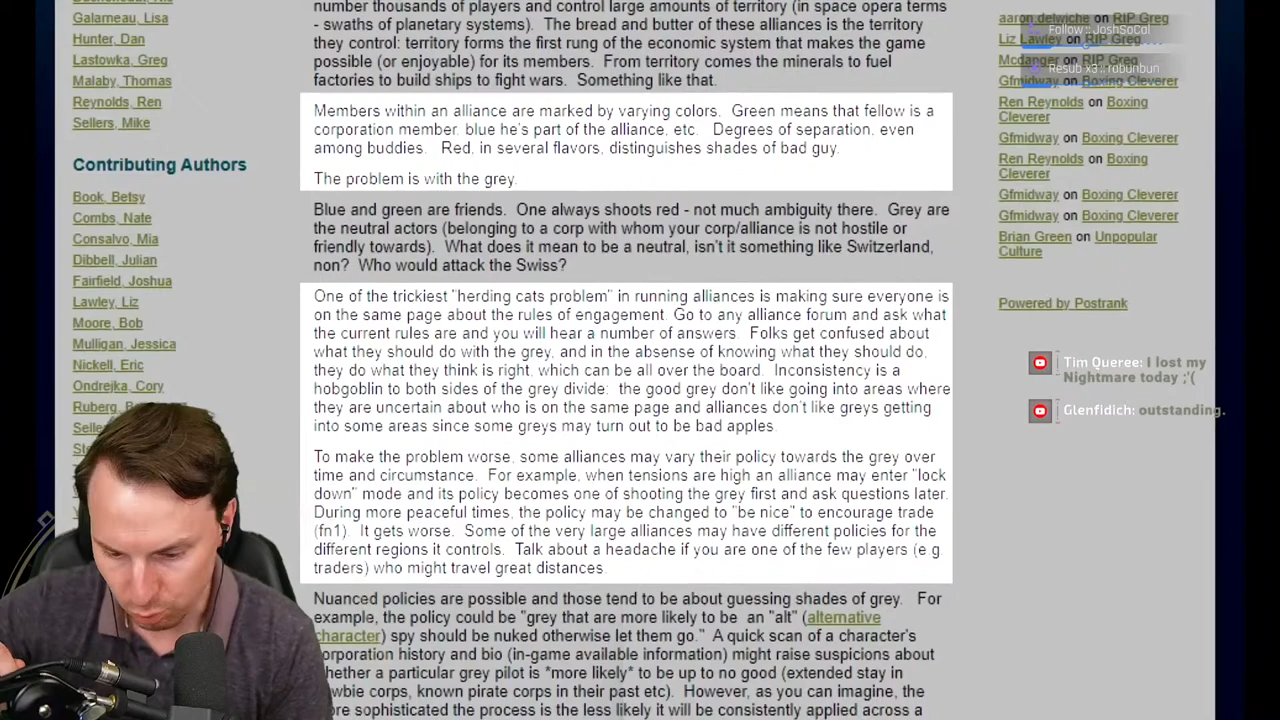 Galarneau, Lisa
Hunter, Dan
Lastowka, Greg
Malaby, Thomas
Reynolds, Ren
Sellers, Mike
Contributing Authors
Book, Betsy
Combs, Nate
Consalvo, Mia
Dibbell, Julian
Fairfield, Joshua
Lawley, Liz
Moore, Bob
Mulligan, Jessica
Nickell, Eric
Ondrejka, Cory
Ruberg,
number thousands of players and control large amounts of territory (in space opera terms
- swaths of planetary systems). The bread and butter of these alliances is the territory
they control: territory forms the first rung of the economic system that makes the game
possible (or enjoyable) for its members. From territory comes the minerals to fuel
factories to build ships to fight wars. Something like that.
Members within an alliance are marked by varying colors. Green means that fellow is a
corporation member, blue he's part of the alliance, etc. Degrees of separation, even
among buddies. Red, in several flavors, distinguishes shades of bad guy.
The problem is with the grey.
Blue and green are friends. One always shoots red - not much ambiguity there. Grey are
the neutral actors (belonging to a corp with whom your corp/alliance is not hostile or
friendly towards). What does it mean to be a neutral, isn't it something like Switzerland,
non? Who would attack the Swiss?
One of the trickiest "herding cats problem" in running alliances is making sure everyone is
on the same page about the rules of engagement. Go to any alliance forum and ask what
the current rules are and you will hear a number of answers. Folks get confused about
what they should do with the grey, and in the absense of knowing what they should do,
they do what they think is right, which can be all over the board. Inconsistency is a
hobgoblin to both sides of the grey divide: the good grey don't like going into areas where
they are uncertain about who is on the same page and alliances don't like greys getting
into some areas since some greys may turn out to be bad apples.
To make the problem worse, some alliances may vary their policy towards the grey over
time and circumstance. For example, when tensions are high an alliance may enter "lock
down" mode and its policy becomes one of shooting the grey first and ask questions later.
During more peaceful times, the policy may be changed to "be nice" to encourage trade
(fn1). It gets worse. Some of the very large alliances may have different policies for the
different regions it controls. Talk about a headache if you are one of the few players (e.g.
traders) who might travel great distances.
Nuanced policies are possible and those tend to be about guessing shades of grey. For
example, the policy could be "grey that are more likely to be an "alt" (alternative
character) spy should be nuked otherwise let them go." A quick scan of a character's
corporation history and bio (in-game available information) might raise suspicions about
whether a particular grey pilot is *more likely* to be up to no good (extended stay in
newbie corps, known pirate corps in their past etc). However, as you can imagine, the
more sophisticated the process is the less likely it will be consistently applied across a
aaron.delwiche on RIP Greg
Liz Lawley on RIP Greg
Mcdanger on RIP Greg
Gfmidway on Boxing Cleverer
Ren Reynolds on Boxing
Cleverer
Gfmidway on Boxing Cleverer
Ren Reynolds on Boxing
Cleverer
Gfmidway on Boxing Cleverer
Gfmidway on Boxing Cleverer
Brian Green on Unpopular
Culture
Powered by Postrank
Follow :: JoshSocal
Resub x3 :: robunbun
Tim Queree: I lost my
Nightmare today ;'(
Glenfidich: outstanding.